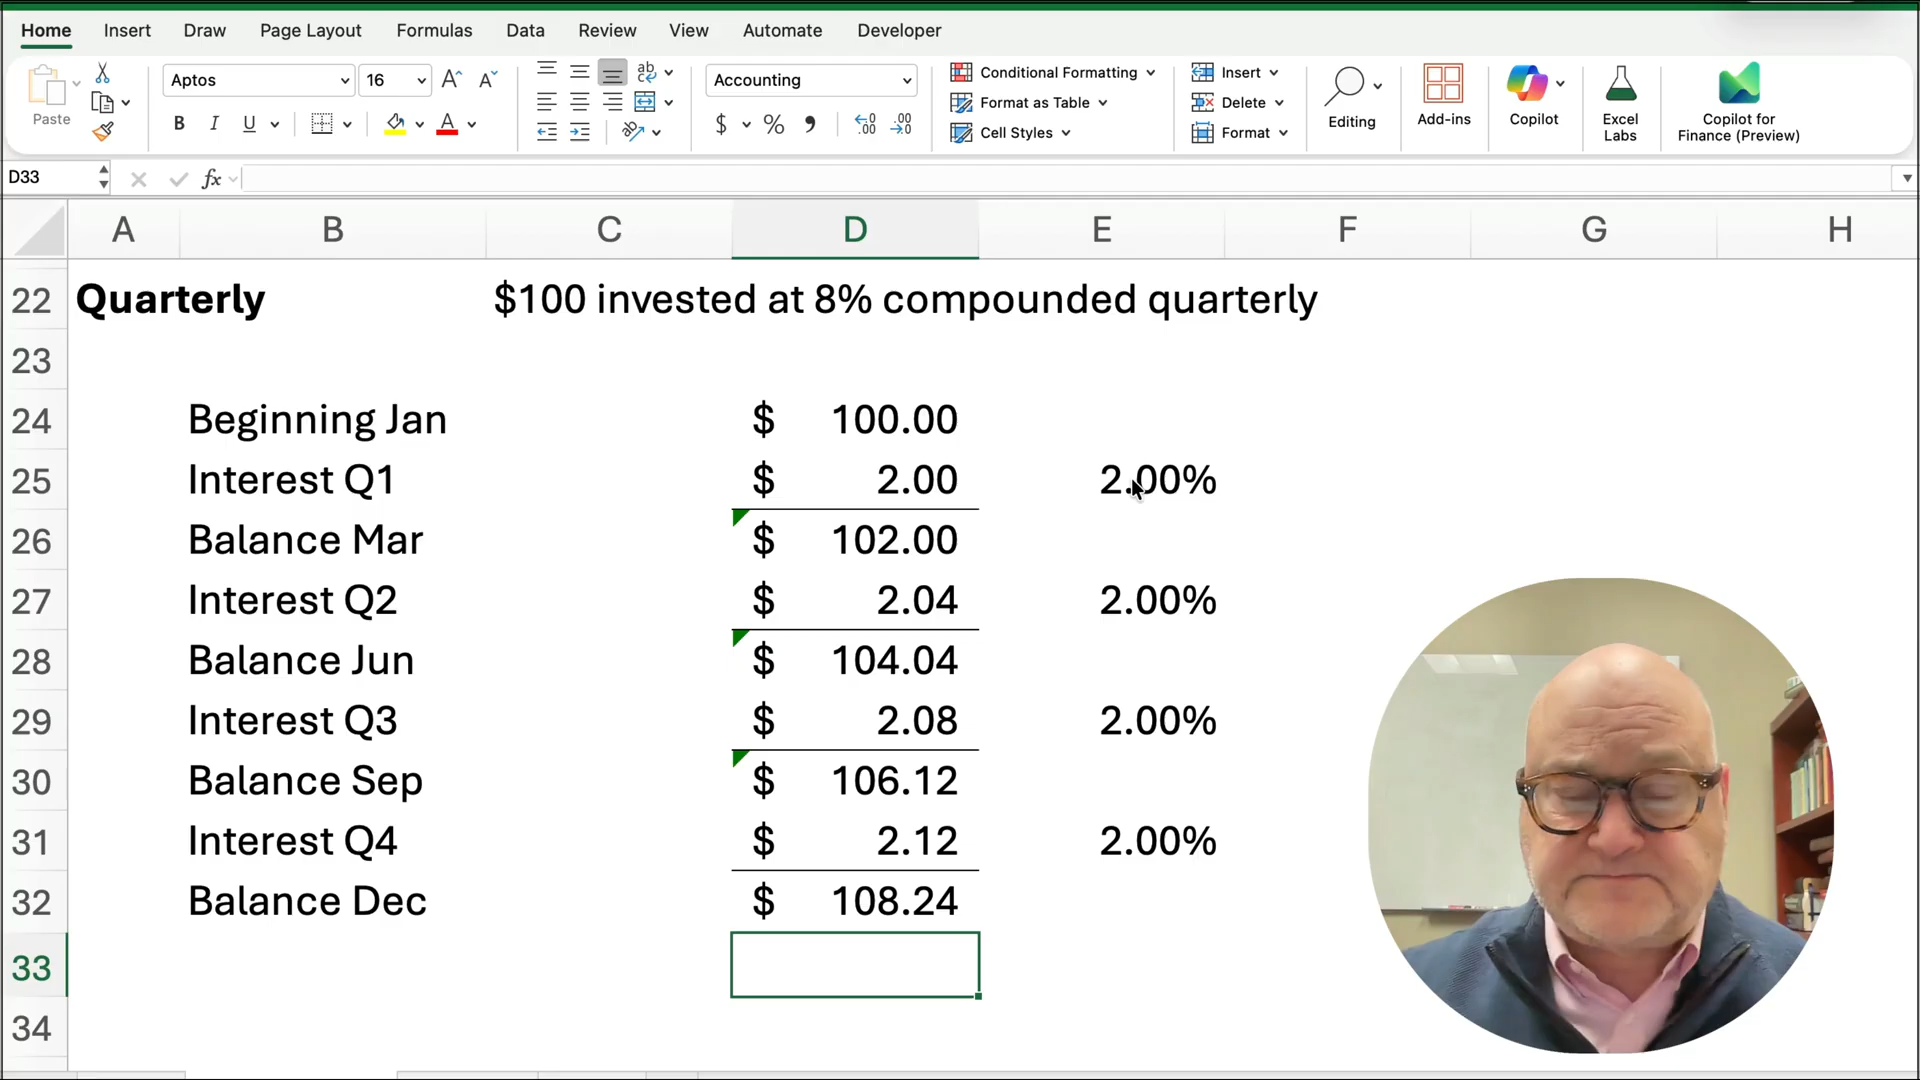 Home Insert Draw Page Layout Formulas Data Review View Automate Developer
Paste
Aptos 16
B I U
Accounting
$ %
Conditional Formatting
Format as Table
Cell Styles
Insert
Delete
Format
Editing
Add-ins
Copilot
Excel Labs
Copilot for Finance (Preview)
D33 fx
A B C D E F G H
22 Quarterly $100 invested at 8% compounded quarterly
23
24 Beginning Jan $ 100.00
25 Interest Q1 $ 2.00 2.00%
26 Balance Mar $ 102.00
27 Interest Q2 $ 2.04 2.00%
28 Balance Jun $ 104.04
29 Interest Q3 $ 2.08 2.00%
30 Balance Sep $ 106.12
31 Interest Q4 $ 2.12 2.00%
32 Balance Dec $ 108.24
33
34